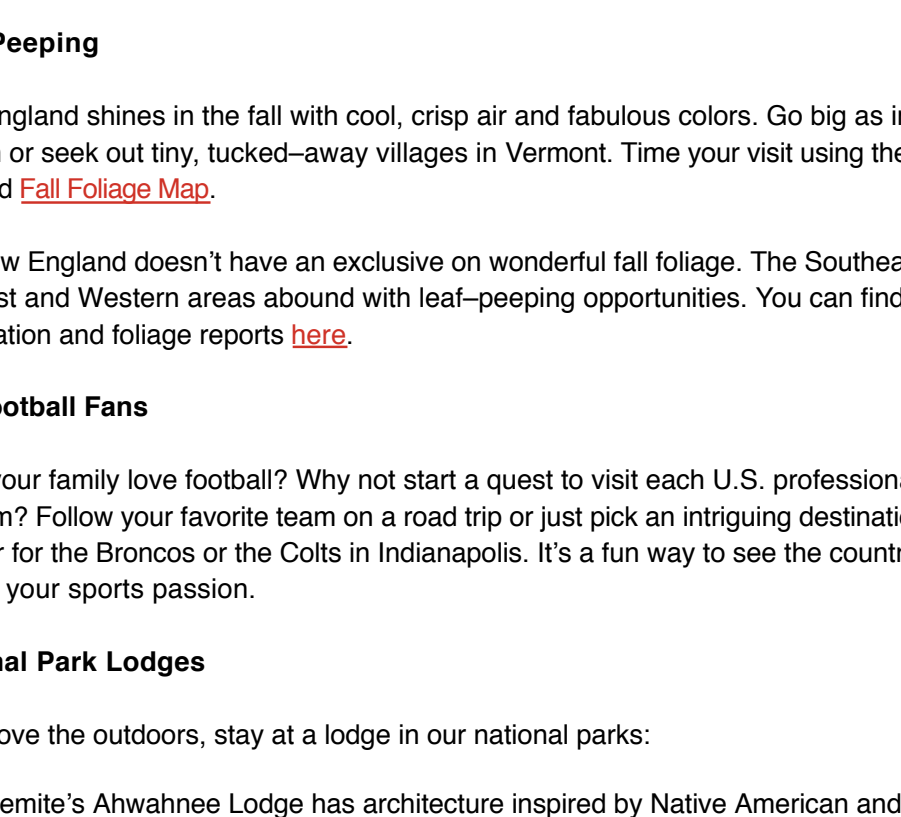 Peeping
ngland shines in the fall with cool, crisp air and fabulous colors. Go big as i
or seek out tiny, tucked–away villages in Vermont. Time your visit using the
d Fall Foliage Map.
w England doesn’t have an exclusive on wonderful fall foliage. The Southea
st and Western areas abound with leaf–peeping opportunities. You can find
ation and foliage reports here.
ootball Fans
your family love football? Why not start a quest to visit each U.S. professiona
m? Follow your favorite team on a road trip or just pick an intriguing destinati
r for the Broncos or the Colts in Indianapolis. It’s a fun way to see the countr
your sports passion.
nal Park Lodges
ove the outdoors, stay at a lodge in our national parks:
emite’s Ahwahnee Lodge has architecture inspired by Native American and